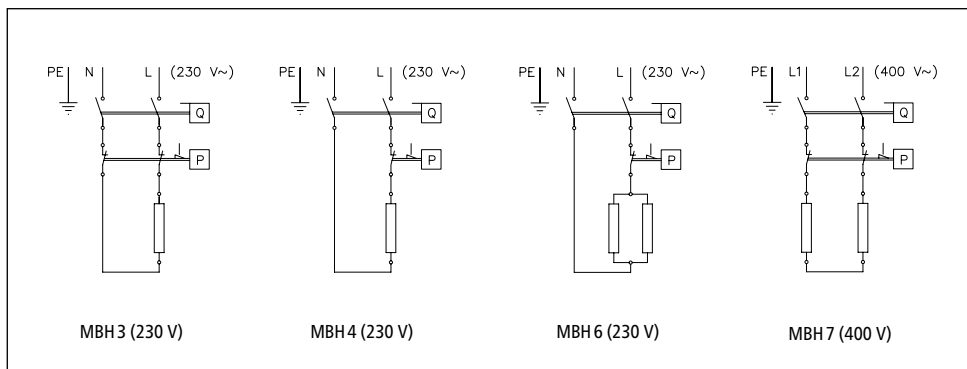 PE N L (230 V~)
Q
P
MBH 3 (230 V)
PE N L (230 V~)
Q
P
MBH 4 (230 V)
PE N L (230 V~)
Q
P
MBH 6 (230 V)
PE L1 L2 (400 V~)
Q
P
MBH 7 (400 V)